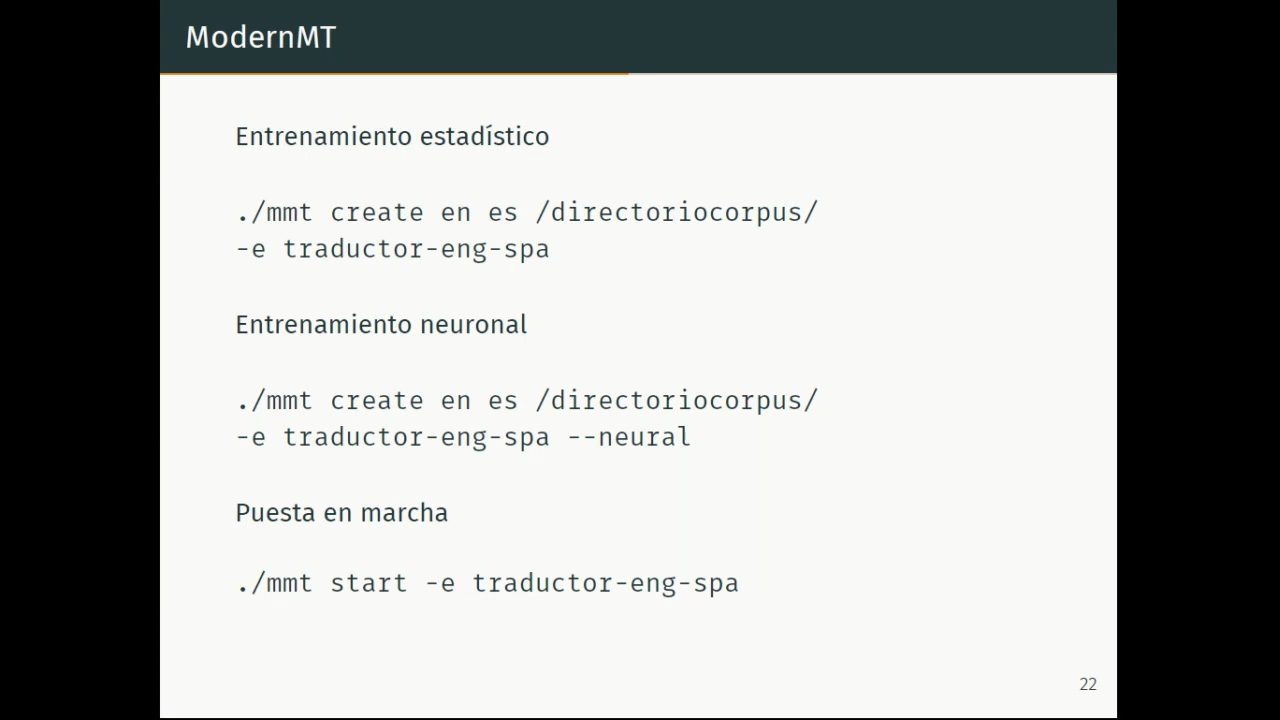 ModernMT
Entrenamiento estadístico
./mmt create en es /directoriocorpus/
-e traductor-eng-spa
Entrenamiento neuronal
./mmt create en es /directoriocorpus/
-e traductor-eng-spa --neural
Puesta en marcha
./mmt start -e traductor-eng-spa
22